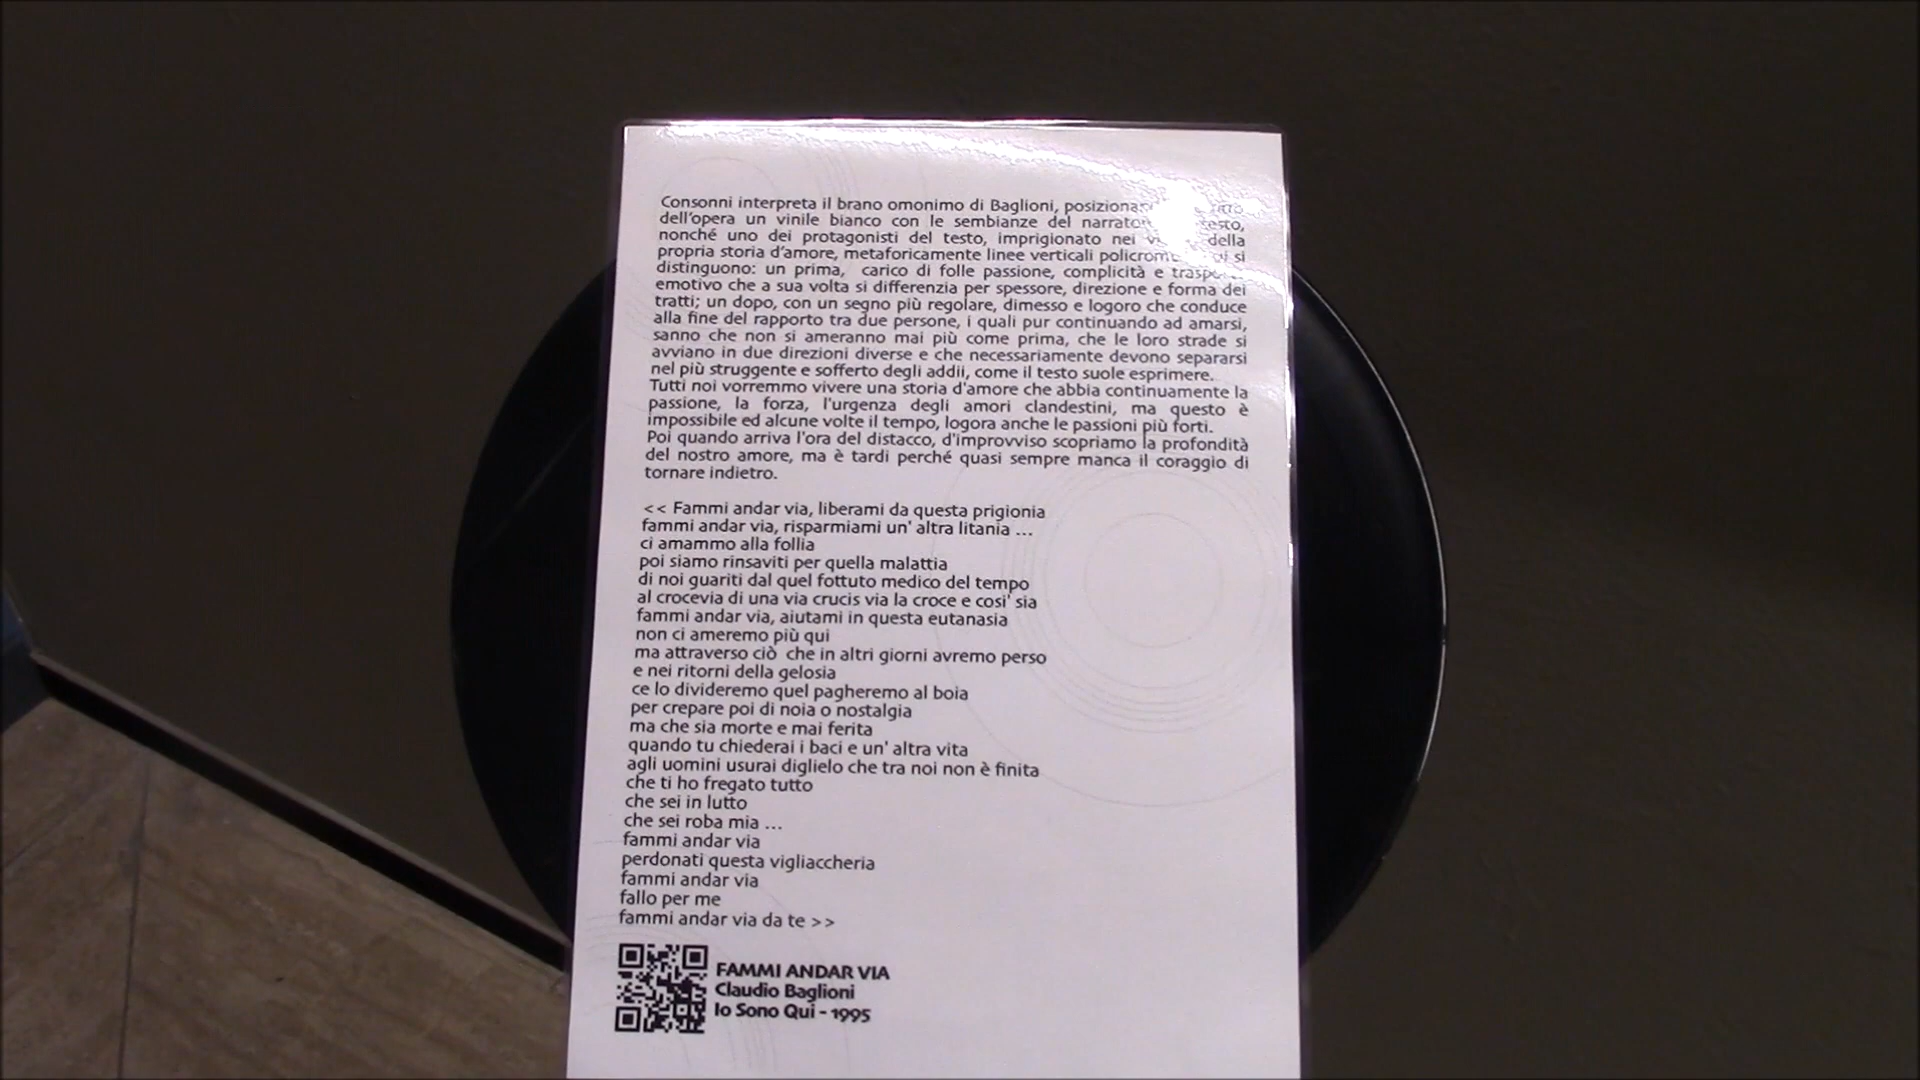 Consonni interpreta il brano omonimo di Baglioni,
dell'opera un vinile bianco con le sembianze del
nonché uno dei protagonisti del testo, imprigionato nei della
propria storia d'amore, metaforicamente linee verticali si
distinguono: un prima, carico di folle passione, complicità e
emotivo che a sua volta si differenzia per spessore, direzione e forma dei
tratti; un dopo, con un segno più regolare, dimesso e logoro che conduce
alla fine del rapporto tra due persone, i quali pur continuando ad amarsi,
sanno che non si ameranno mai più come prima, che le loro strade si
avviano in due direzioni diverse e che necessariamente devono separarsi
nel più struggente e sofferto degli addii, come il testo suole esprimere.
Tutti noi vorremmo vivere una storia d'amore che abbia continuamente la
passione, la forza, l'urgenza degli amori clandestini, ma questo è
impossibile ed alcune volte il tempo, logora anche le passioni più forti.
Poi quando arriva l'ora del distacco, d'improvviso scopriamo la profondità
del nostro amore, ma è tardi perché quasi sempre manca il coraggio di
tornare indietro.
<< Fammi andar via, liberami da questa prigionia
fammi andar via, risparmiami un' altra litania ...
ci amammo alla follia
poi siamo rinsaviti per quella malattia
di noi guariti dal quel fottuto medico del tempo
al crocevia di una via crucis via la croce e cosi' sia
fammi andar via, aiutami in questa eutanasia
non ci ameremo più qui
ma attraverso ciò che in altri giorni avremo perso
e nei ritorni della gelosia
ce lo divideremo quel pagheremo al boia
per crepare poi di noia o nostalgia
ma che sia morte e mai ferita
quando tu chiederai i baci e un' altra vita
agli uomini usurai diglielo che tra noi non è finita
che ti ho fregato tutto
che sei in lutto
che sei roba mia ...
fammi andar via
perdonati questa vigliaccheria
fammi andar via
fallo per me
fammi andar via da te >>
FAMMI ANDAR VIA
Claudio Baglioni
Io Sono Qui - 1995